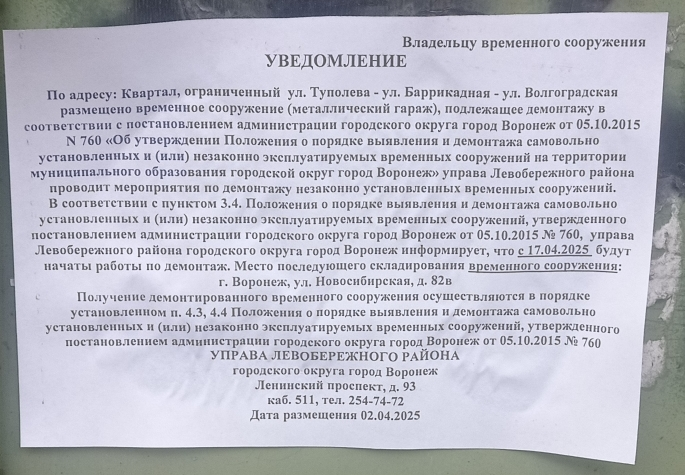 Владельцу временного сооружения
УВЕДОМЛЕНИЕ
По адресу: Квартал, ограниченный ул. Туполева - ул. Баррикадная - ул. Волгоградская
размещено временное сооружение (металлический гараж), подлежащее демонтажу в
соответствии с постановлением администрации городского округа город Воронеж от 05.10.2015
N 760 «Об утверждении Положения о порядке выявления и демонтажа самовольно
установленных и (или) незаконно эксплуатируемых временных сооружений на территории
муниципального образования городской округ город Воронеж» управа Левобережного района
проводит мероприятия по демонтажу незаконно установленных временных сооружений.
В соответствии с пунктом 3.4. Положения о порядке выявления и демонтажа самовольно
установленных и (или) незаконно эксплуатируемых временных сооружений, утвержденного
постановлением администрации городского округа город Воронеж от 05.10.2015 № 760, управа
Левобережного района городского округа город Воронеж информирует, что с 17.04.2025 будут
начаты работы по демонтаж. Место последующего складирования временного сооружения:
г. Воронеж, ул. Новосибирская, д. 82в
Получение демонтированного временного сооружения осуществляются в порядке
установленном п. 4.3, 4.4 Положения о порядке выявления и демонтажа самовольно
установленных и (или) незаконно эксплуатируемых временных сооружений, утвержденного
постановлением администрации городского округа город Воронеж от 05.10.2015 № 760
УПРАВА ЛЕВОБЕРЕЖНОГО РАЙОНА
городского округа город Воронеж
Ленинский проспект, д. 93
каб. 511, тел. 254-74-72
Дата размещения 02.04.2025